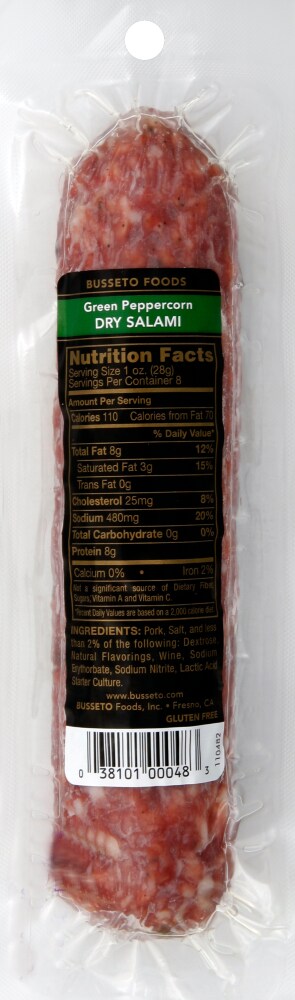 BUSSETO FOODS
Green Peppercorn
DRY SALAMI
Nutrition Facts
Serving Size 1 oz. (28g)
Servings Per Container 8
Amount Per Serving
Calories 110 Calories from Fat 70
% Daily Value*
Total Fat 8g 12%
Saturated Fat 3g 15%
Trans Fat 0g
Cholesterol 25mg 8%
Sodium 480mg 20%
Total Carbohydrate 0g 0%
Protein 8g
Calcium 0% • Iron 2%
Not a significant source of Dietary Fiber,
Sugars, Vitamin A and Vitamin C.
*Percent Daily Values are based on a 2,000 calorie diet.
INGREDIENTS: Pork, Salt, and less
than 2% of the following: Dextrose,
Natural Flavorings, Wine, Sodium
Erythorbate, Sodium Nitrite, Lactic Acid
Starter Culture.
www.busseto.com
BUSSETO Foods, Inc. • Fresno, CA
GLUTEN FREE
110482
0 38101 00048 3